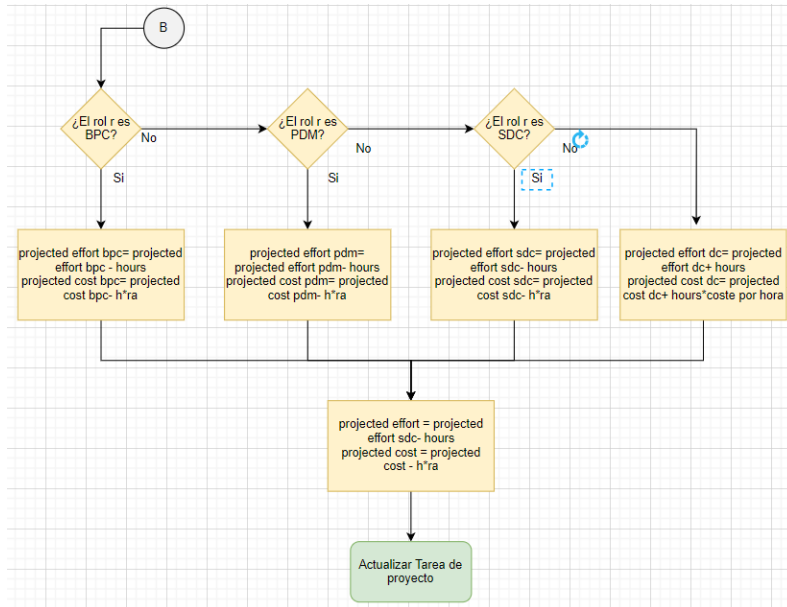 B
¿El rol r es
BPC?
No
Si
¿El rol r es
PDM?
No
Si
¿El rol r es
SDC?
No
Si
projected effort bpc= projected
effort bpc - hours
projected cost bpc= projected
cost bpc- h*ra
projected effort pdm=
projected effort pdm- hours
projected cost pdm= projected
cost pdm- h*ra
projected effort sdc= projected
effort sdc- hours
projected cost sdc= projected
cost sdc- h*ra
projected effort dc= projected
effort dc+ hours
projected cost dc= projected
cost dc+ hours*coste por hora
projected effort = projected
effort sdc- hours
projected cost = projected
cost - h*ra
Actualizar Tarea de
proyecto